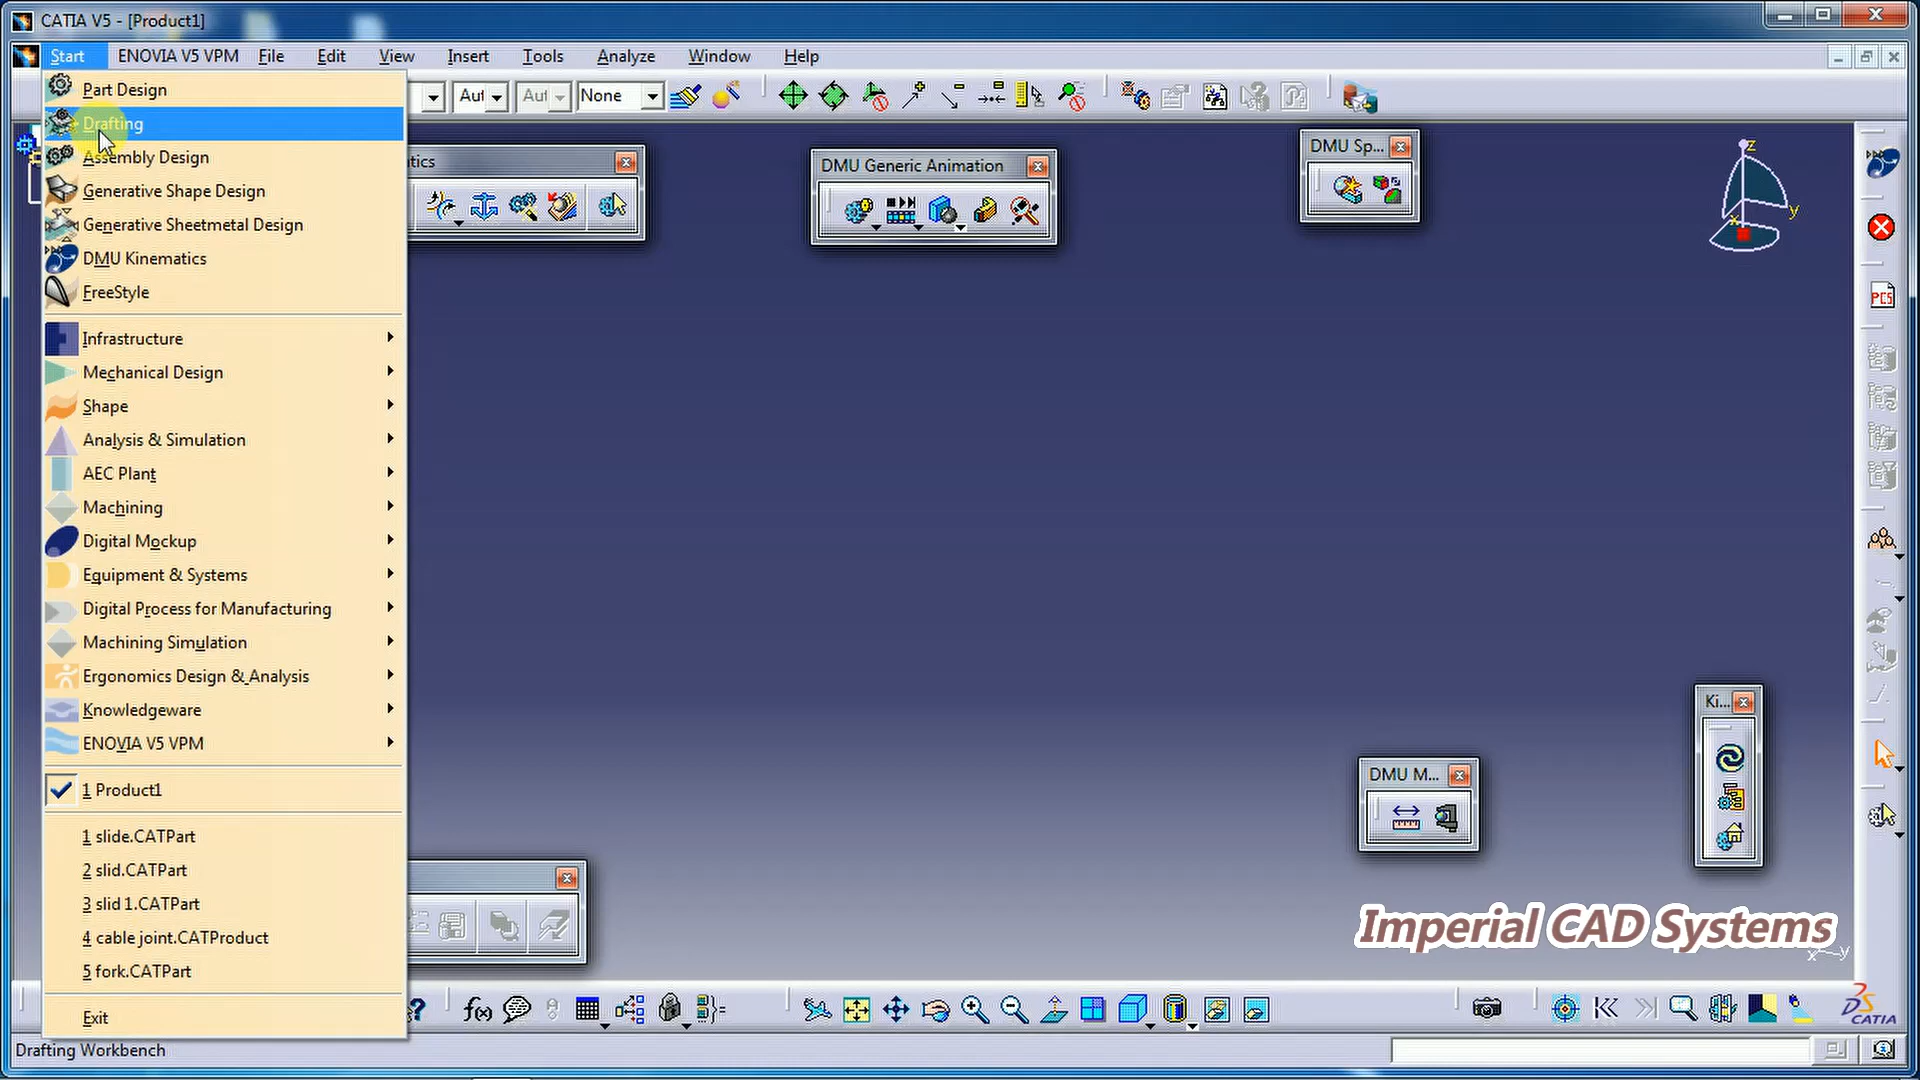 CATIA V5 - [Product1]
Start ENOVIA V5 VPM File Edit View Insert Tools Analyze Window Help
Aut Aut None
Part Design
Drafting
Assembly Design
Generative Shape Design
Generative Sheetmetal Design
DMU Kinematics
FreeStyle
Infrastructure
Mechanical Design
Shape
Analysis & Simulation
AEC Plant
Machining
Digital Mockup
Equipment & Systems
Digital Process for Manufacturing
Machining Simulation
Ergonomics Design & Analysis
Knowledgeware
ENOVIA V5 VPM
1 Product1
1 slide.CATPart
2 slid.CATPart
3 slid 1.CATPart
4 cable joint.CATProduct
5 fork.CATPart
Exit
tics
DMU Generic Animation
DMU Sp...
z
y
x
PCS
Ki...
DMU M...
Imperial CAD Systems
x y
f(x)
CATIA
Drafting Workbench